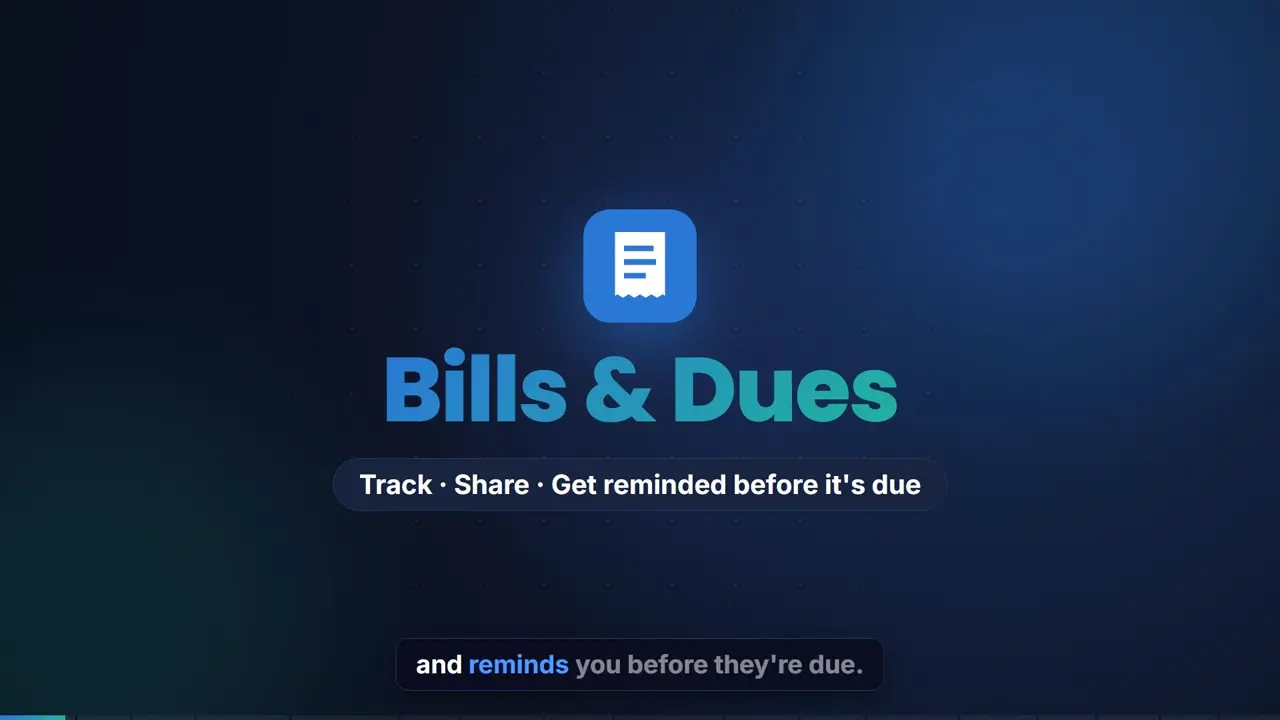 Bills & Dues
Track · Share · Get reminded before it's due
and reminds you before they're due.